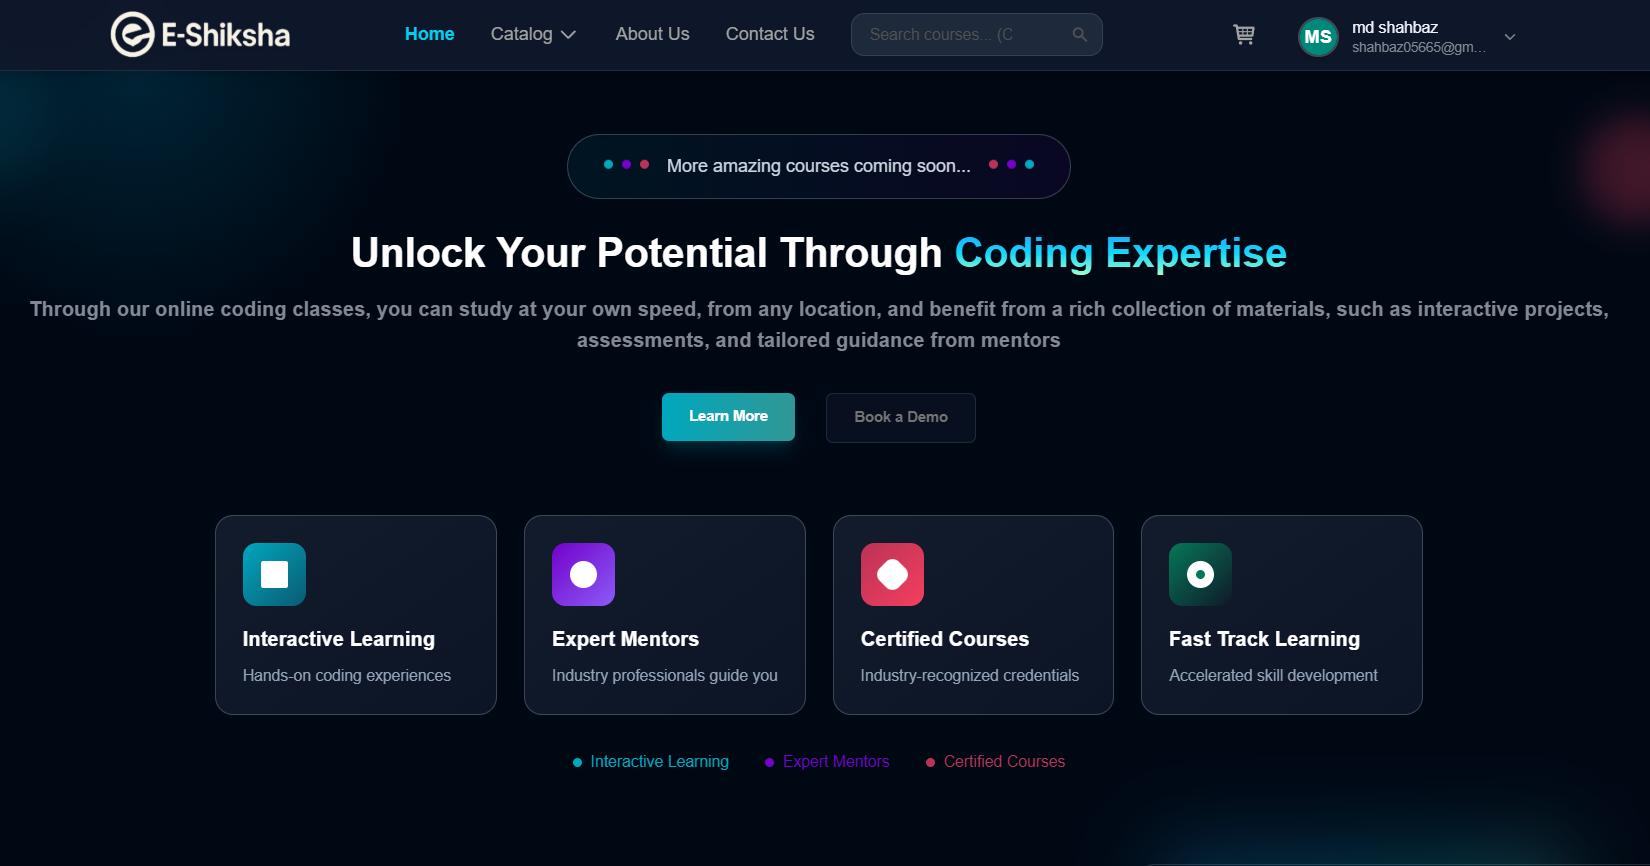 E-Shiksha
Home
Catalog
About Us
Contact Us
Search courses... (C
MS
md shahbaz
shahbaz05665@gm...
More amazing courses coming soon...
Unlock Your Potential Through Coding Expertise
Through our online coding classes, you can study at your own speed, from any location, and benefit from a rich collection of materials, such as interactive projects,
assessments, and tailored guidance from mentors
Learn More
Book a Demo
Interactive Learning
Hands-on coding experiences
Expert Mentors
Industry professionals guide you
Certified Courses
Industry-recognized credentials
Fast Track Learning
Accelerated skill development
Interactive Learning
Expert Mentors
Certified Courses